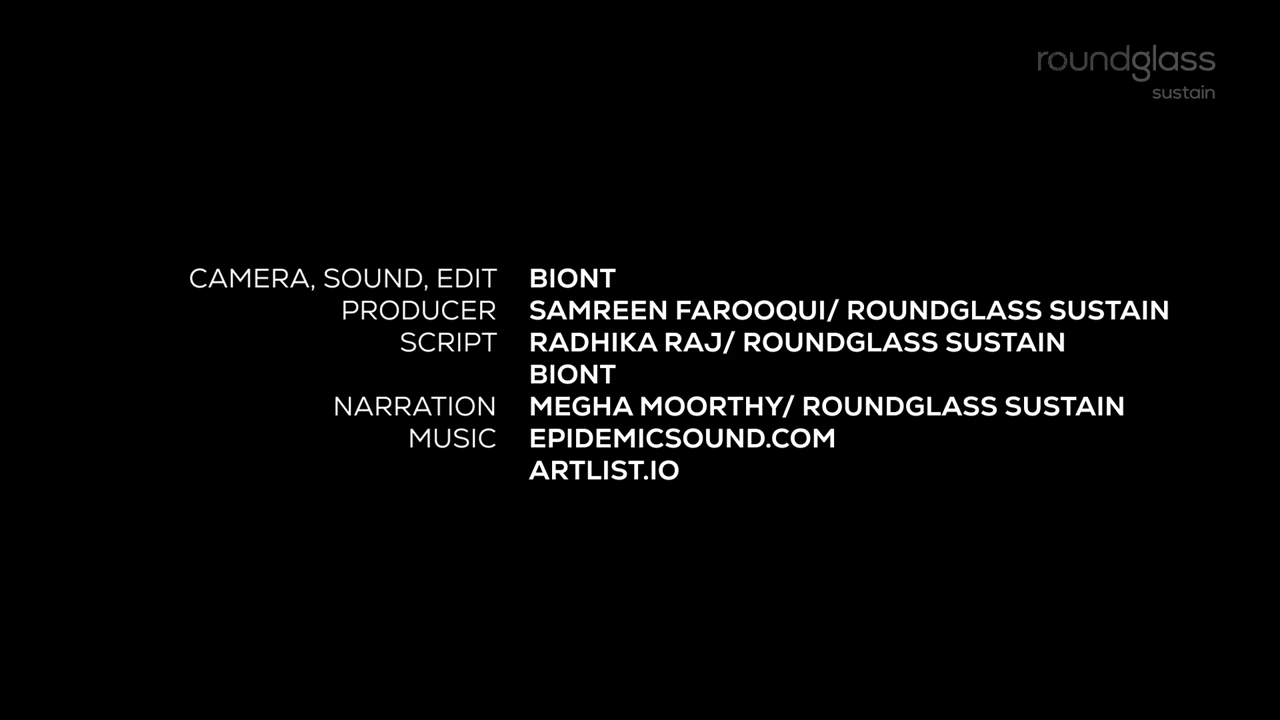 roundglass
sustain
CAMERA, SOUND, EDIT BIONT
PRODUCER SAMREEN FAROOQUI/ ROUNDGLASS SUSTAIN
SCRIPT RADHIKA RAJ/ ROUNDGLASS SUSTAIN
BIONT
NARRATION MEGHA MOORTHY/ ROUNDGLASS SUSTAIN
MUSIC EPIDEMICSOUND.COM
ARTLIST.IO